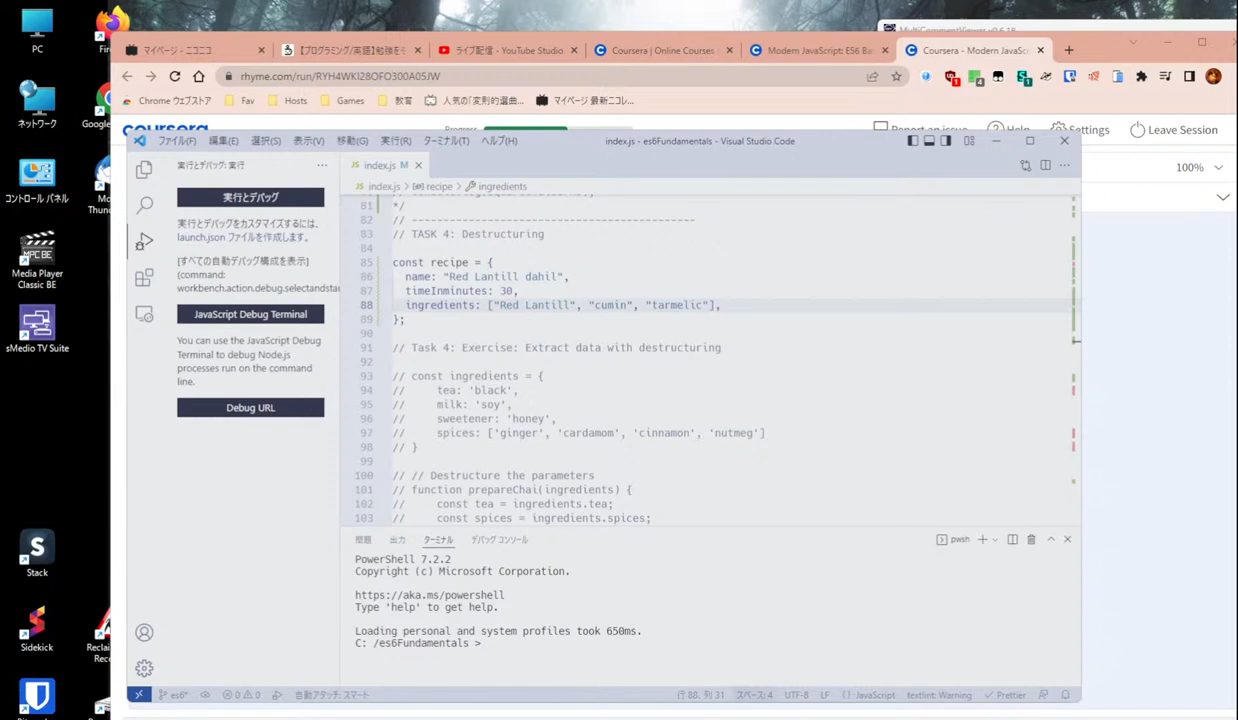 PC
ネットワーク
コントロール パネル
Media Player
Classic BE
sMedio TV Suite
Stack
Sidekick
MultiCommentViewer v0.6.18
マイページ - ニコニコ
【プログラミング/英語】勉強を
ライブ配信 - YouTube Studio
Coursera | Online Courses
Modern JavaScript: ES6 Ba
Coursera - Modern JavaSc
rhyme.com/run/RYH4WKI28OFO300A05JW
Chrome ウェブストア
Fav
Hosts
Games
教育
人気の「変則的選曲...
マイページ 最新ニコレ...
coursera
Progress
Report an issue
Help
Settings
Leave Session
100%
ファイル(F) 編集(E) 選択(S) 表示(V) 移動(G) 実行(R) ターミナル(T) ヘルプ(H)
index.js - es6Fundamentals - Visual Studio Code
実行とデバッグ: 実行
実行とデバッグ
実行とデバッグをカスタマイズするには、
launch.json ファイルを作成します。
[すべての自動デバッグ構成を表示]
(command:
workbench.action.debug.selectandsta
JavaScript Debug Terminal
You can use the JavaScript Debug
Terminal to debug Node.js
processes run on the command
line.
Debug URL
index.js M
index.js > recipe > ingredients
81 */
82 // --------------------------------------------
83 // TASK 4: Destructuring
84
85 const recipe = {
86 name: "Red Lantill dahil",
87 timeInminutes: 30,
88 ingredients: ["Red Lantill", "cumin", "tarmelic"],
89 };
90
91 // Task 4: Exercise: Extract data with destructuring
92
93 // const ingredients = {
94 // tea: 'black',
95 // milk: 'soy',
96 // sweetener: 'honey',
97 // spices: ['ginger', 'cardamom', 'cinnamon', 'nutmeg']
98 // }
99
100 // // Destructure the parameters
101 // function prepareChai(ingredients) {
102 // const tea = ingredients.tea;
103 // const spices = ingredients.spices;
問題 出力 ターミナル デバッグ コンソール
pwsh
PowerShell 7.2.2
Copyright (c) Microsoft Corporation.
https://aka.ms/powershell
Type 'help' to get help.
Loading personal and system profiles took 650ms.
C: /es6Fundamentals >
es6*
0 0
自動アタッチ: スマート
行 88、列 31
スペース: 4
UTF-8
LF
{} JavaScript
textlint: Warning
Prettier